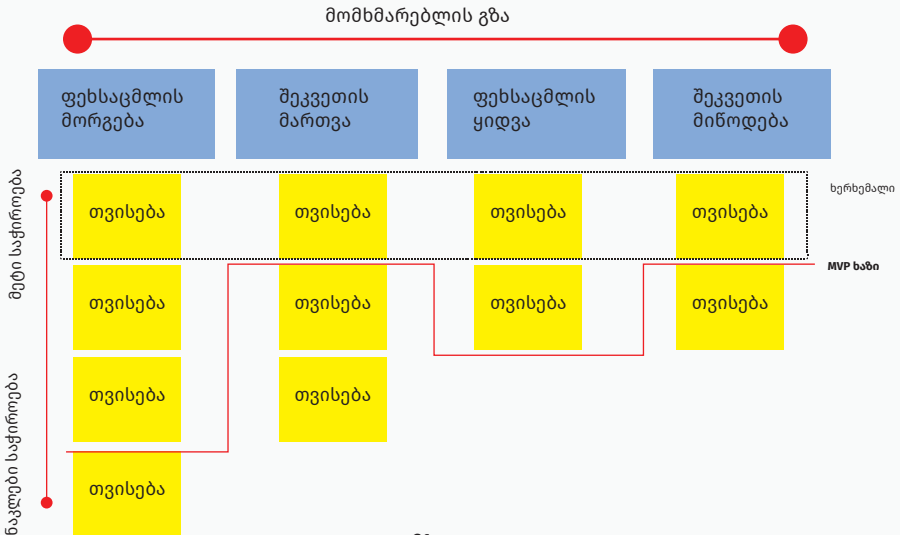 მომხმარებლის გზა
ფეხსაცმლის
მორგება
შეკვეთის
მართვა
ფეხსაცმლის
ყიდვა
შეკვეთის
მიწოდება
მეტი საჭიროება
ნაკლები საჭიროება
თვისება
თვისება
თვისება
თვისება
ხერხემალი
MVP ხაზი
თვისება
თვისება
თვისება
თვისება
თვისება
თვისება
თვისება